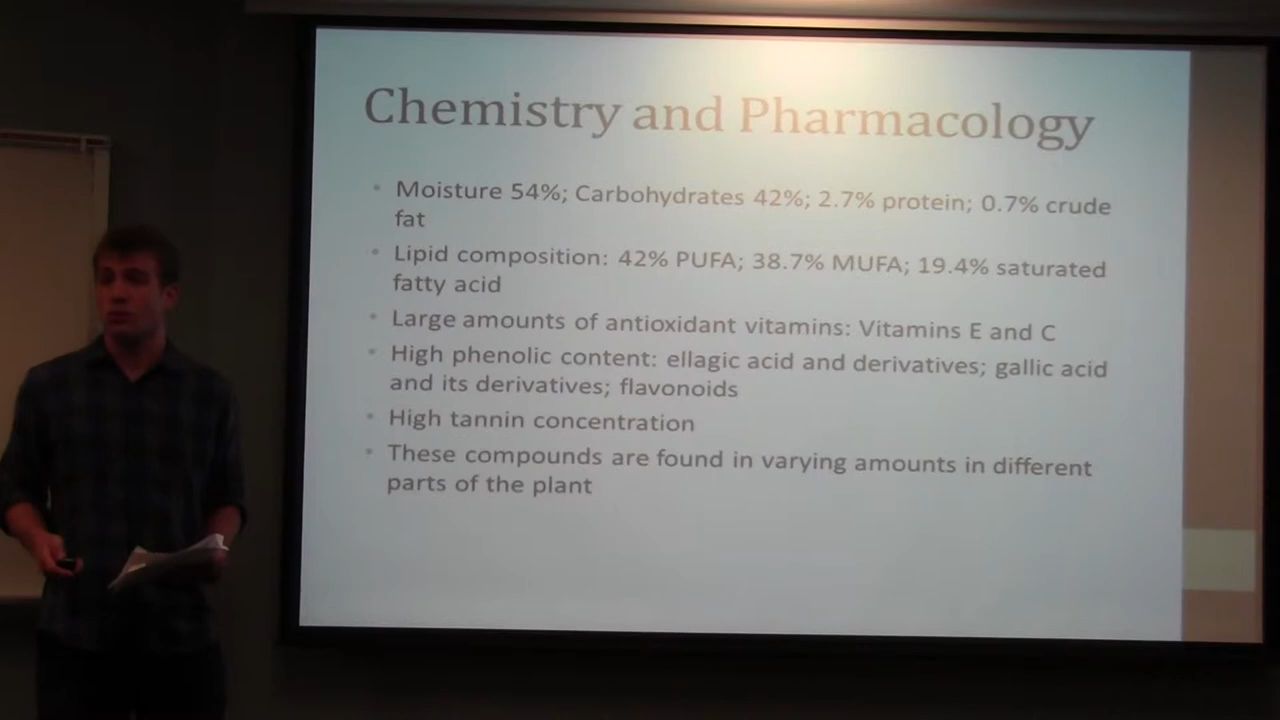 Chemistry and Pharmacology
• Moisture 54%; Carbohydrates 42%; 2.7% protein; 0.7% crude
fat
• Lipid composition: 42% PUFA; 38.7% MUFA; 19.4% saturated
fatty acid
• Large amounts of antioxidant vitamins: Vitamins E and C
• High phenolic content: ellagic acid and derivatives; gallic acid
and its derivatives; flavonoids
• High tannin concentration
• These compounds are found in varying amounts in different
parts of the plant